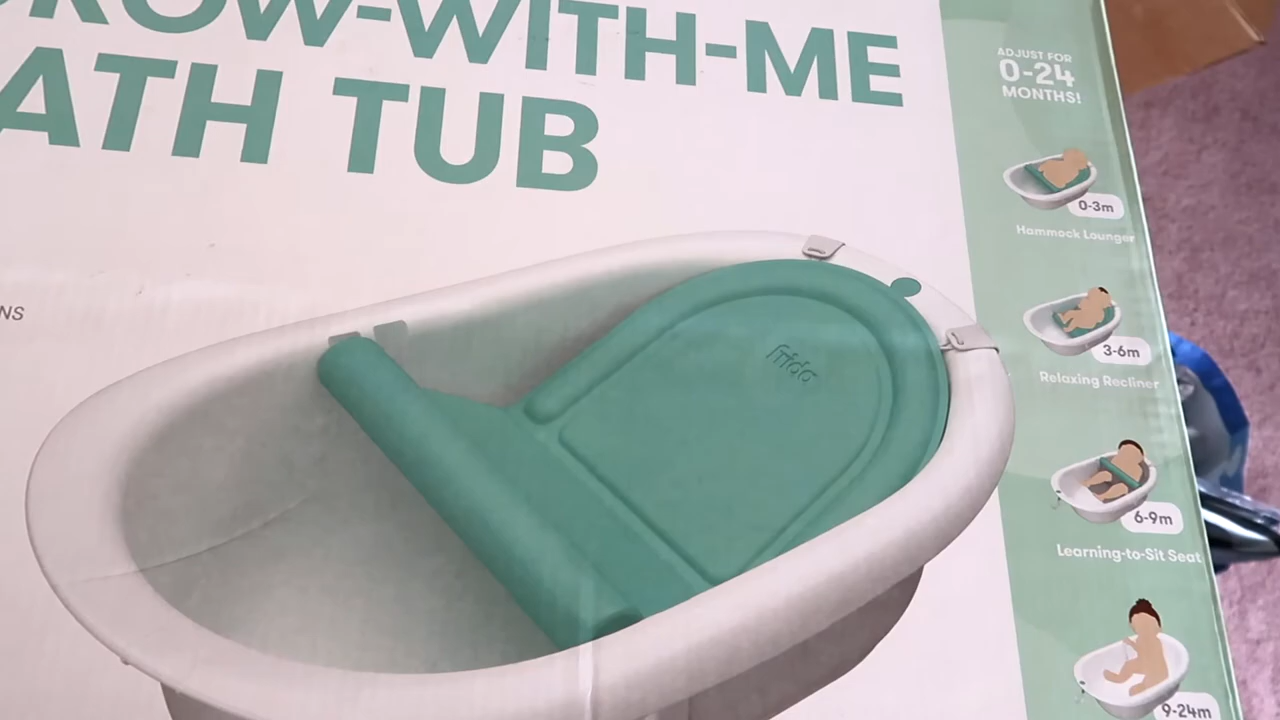 ROW-WITH-ME
ATH TUB
NS
frida
ADJUST FOR
0-24
MONTHS!
0-3m
Hammock Lounger
3-6m
Relaxing Recliner
6-9m
Learning-to-Sit Seat
9-24m